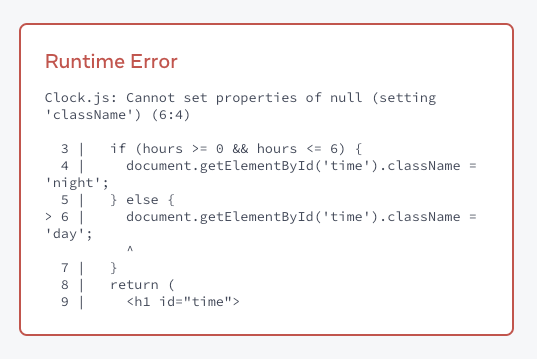 Runtime Error
Clock.js: Cannot set properties of null (setting
'className') (6:4)
  3 |   if (hours >= 0 && hours <= 6) {
  4 |     document.getElementById('time').className =
'night';
  5 |   } else {
> 6 |     document.getElementById('time').className =
'day';
          ^
  7 |   }
  8 |   return (
  9 |     <h1 id="time">